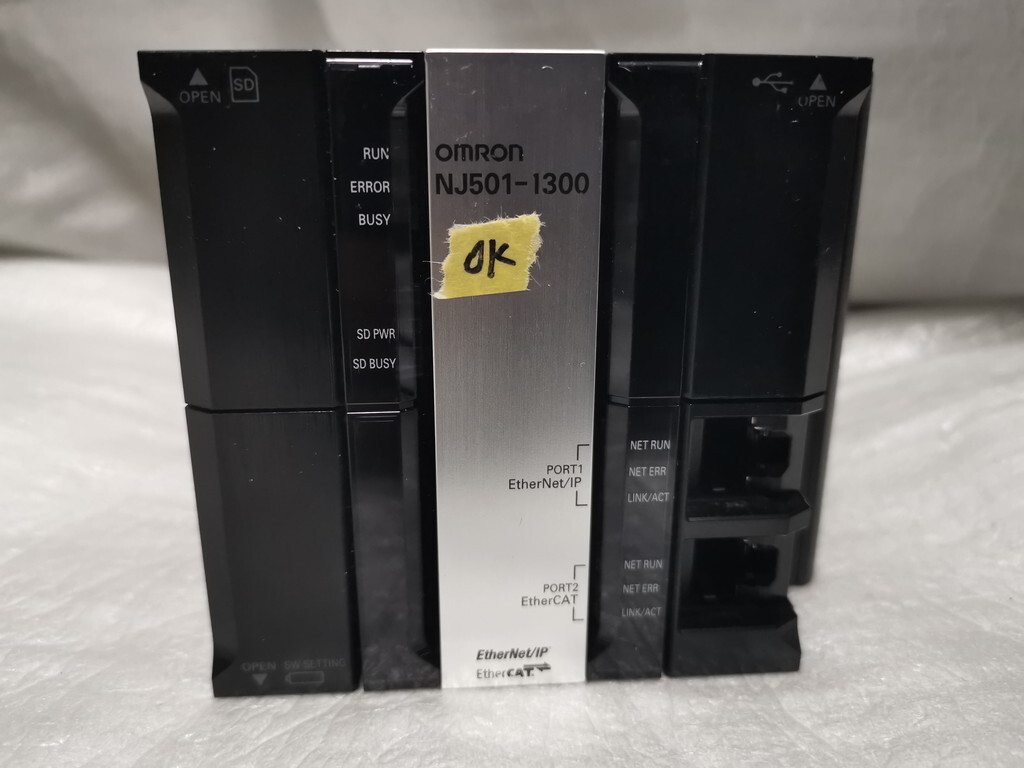 OPEN SD
RUN
ERROR
BUSY
SD PWR
SD BUSY
OPEN SW SETTING
OMRON
NJ501-1300
OK
PORT1
EtherNet/IP
PORT2
EtherCAT
EtherNet/IP
EtherCAT
OPEN
NET RUN
NET ERR
LINK/ACT
NET RUN
NET ERR
LINK/ACT